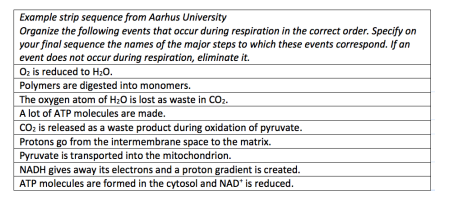 Example strip sequence from Aarhus University
Organize the following events that occur during respiration in the correct order. Specify on
your final sequence the names of the major steps to which these events correspond. If an
event does not occur during respiration, eliminate it.
O₂ is reduced to H₂O.
Polymers are digested into monomers.
The oxygen atom of H₂O is lost as waste in CO₂.
A lot of ATP molecules are made.
CO₂ is released as a waste product during oxidation of pyruvate.
Protons go from the intermembrane space to the matrix.
Pyruvate is transported into the mitochondrion.
NADH gives away its electrons and a proton gradient is created.
ATP molecules are formed in the cytosol and NAD⁺ is reduced.